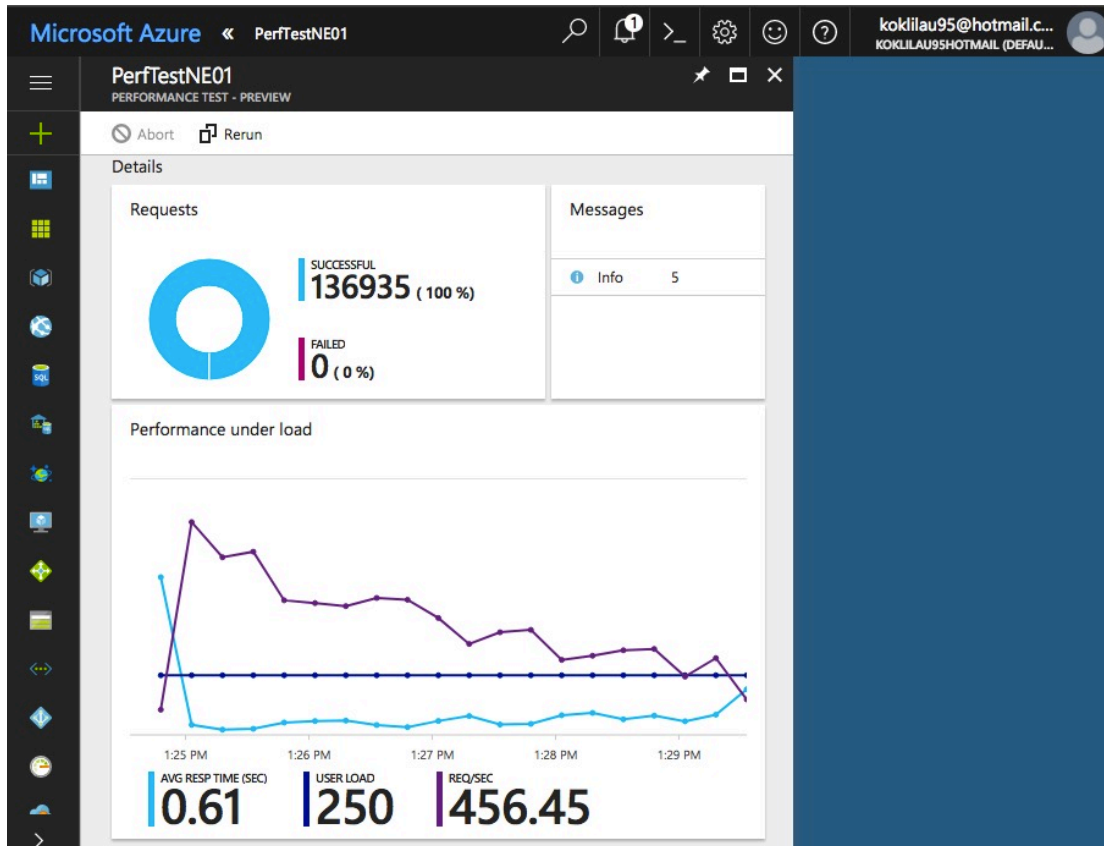 Microsoft Azure « PerfTestNE01
1
koklilau95@hotmail.c...
KOKLILAU95HOTMAIL (DEFAU...
PerfTestNE01
PERFORMANCE TEST - PREVIEW
Abort Rerun
Details
Requests
SUCCESSFUL
136935 ( 100 %)
FAILED
0 ( 0 %)
Messages
Info 5
Performance under load
1:25 PM 1:26 PM 1:27 PM 1:28 PM 1:29 PM
AVG RESP TIME (SEC) USER LOAD REQ/SEC
0.61 250 456.45
SQL